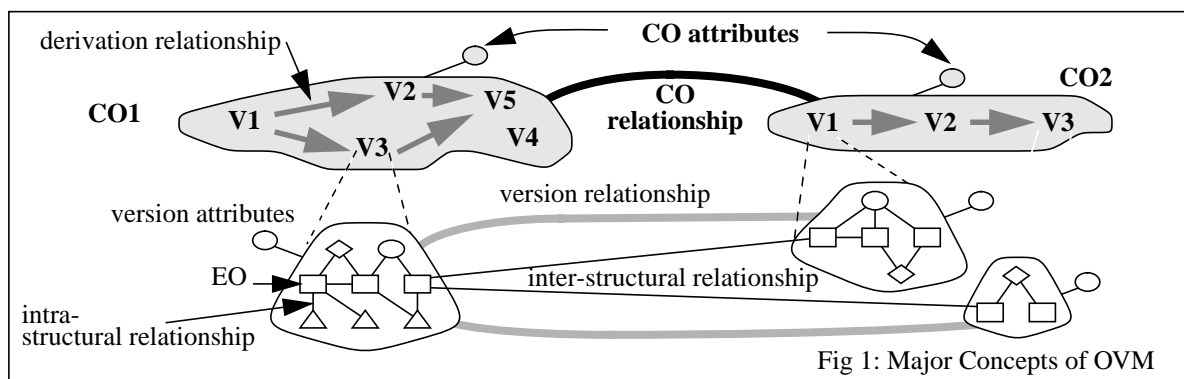 derivation relationship
CO attributes
CO1
V1
V2
V5
V3
V4
CO
relationship
CO2
V1
V2
V3
version attributes
version relationship
EO
inter-structural relationship
intra-
structural relationship
Fig 1: Major Concepts of OVM